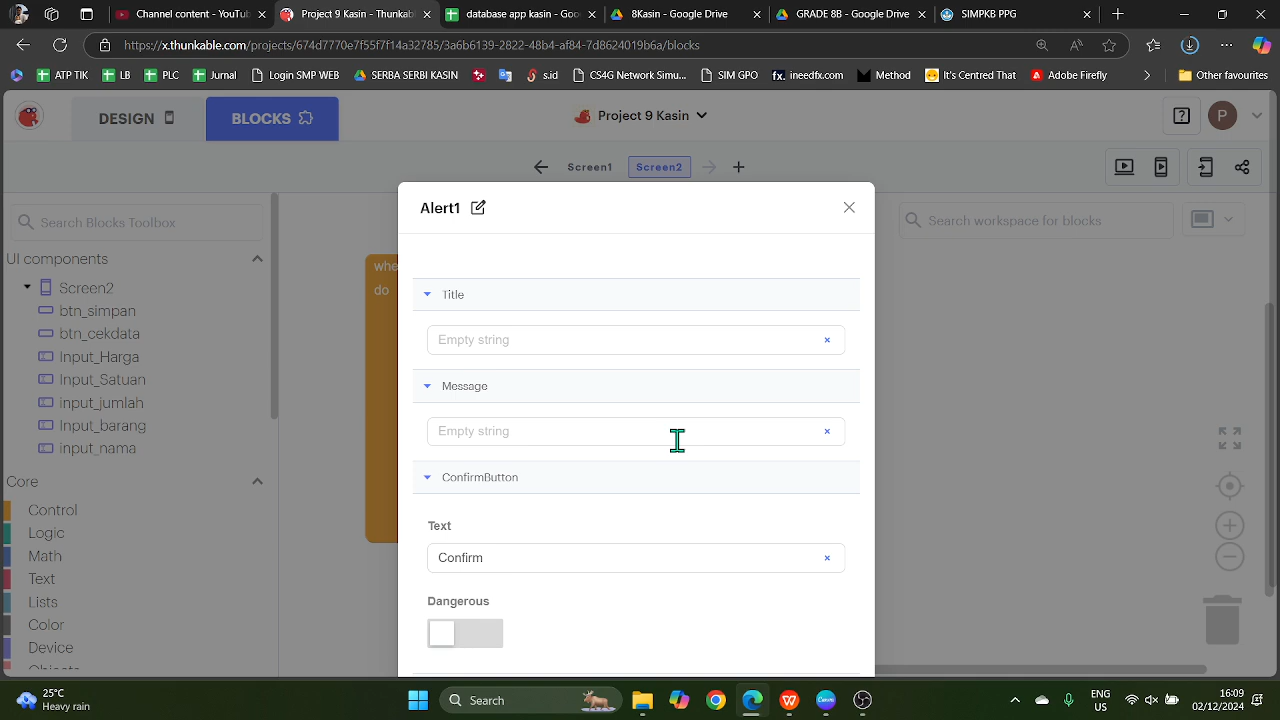 Channel content - YouTub
Project 9 Kasin - Thunkab
database app kasin - Goo
8Kasin - Google Drive
GRADE 8B - Google Drive
SIMPKB PPG
https://x.thunkable.com/projects/674d7770e7f55f7f14a32785/3a6b6139-2822-48b4-af84-7d8624019b6a/blocks
AP TIK
LB
PLC
Jurnal
Login SMP WEB
SERBA SERBI KASIN
sid
CS4G Network Simu...
SIM GPO
ineedfx.com
Method
It's Centred That
Adobe Firefly
Other favourites
DESIGN
BLOCKS
Project 9 Kasin
P
Screen1
Screen2
Search Blocks Toolbox
Alert1
Search workspace for blocks
UI components
Screen2
btn_simpan
btn_cekdata
Input_Harga
Input_Satuan
input_jumlah
Input_barang
input_nama
Core
Control
Logic
Math
Text
Lists
Color
Device
whe
do
Title
Empty string
Message
Empty string
ConfirmButton
Text
Confirm
Dangerous
25°C
Heavy rain
Search
ENG
US
16:09
02/12/2024